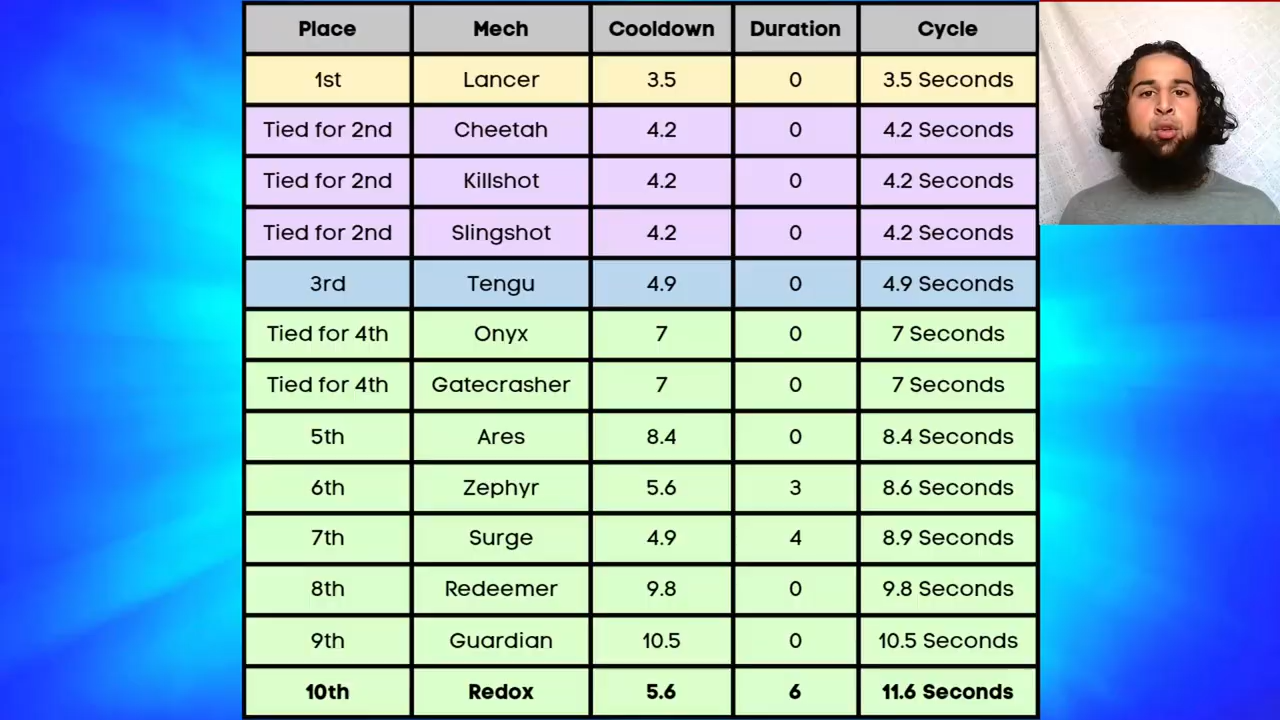 Place Mech Cooldown Duration Cycle
1st Lancer 3.5 0 3.5 Seconds
Tied for 2nd Cheetah 4.2 0 4.2 Seconds
Tied for 2nd Killshot 4.2 0 4.2 Seconds
Tied for 2nd Slingshot 4.2 0 4.2 Seconds
3rd Tengu 4.9 0 4.9 Seconds
Tied for 4th Onyx 7 0 7 Seconds
Tied for 4th Gatecrasher 7 0 7 Seconds
5th Ares 8.4 0 8.4 Seconds
6th Zephyr 5.6 3 8.6 Seconds
7th Surge 4.9 4 8.9 Seconds
8th Redeemer 9.8 0 9.8 Seconds
9th Guardian 10.5 0 10.5 Seconds
10th Redox 5.6 6 11.6 Seconds